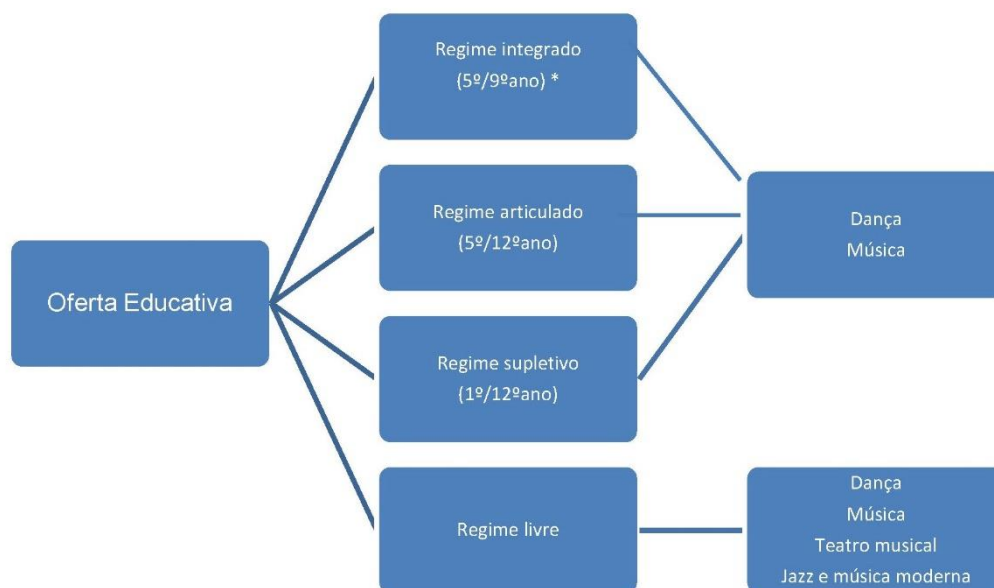 Oferta Educativa
Regime integrado
(5º/9ºano) *
Regime articulado
(5º/12ºano)
Regime supletivo
(1º/12ºano)
Regime livre
Dança
Música
Dança
Música
Teatro musical
Jazz e música moderna